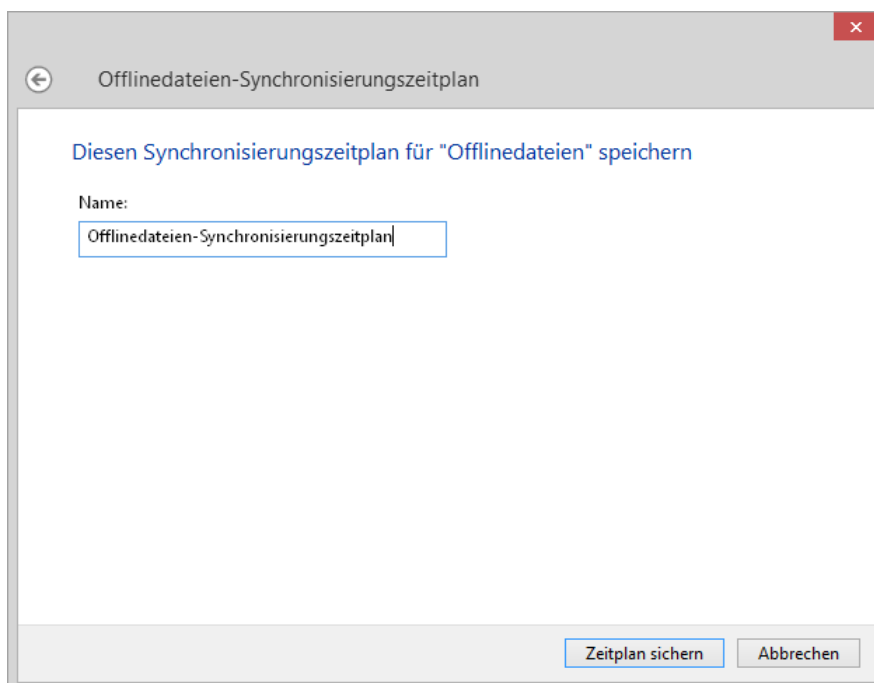 Offlinedateien-Synchronisierungszeitplan
Diesen Synchronisierungszeitplan für "Offlinedateien" speichern
Name:
Offlinedateien-Synchronisierungszeitplan
Zeitplan sichern Abbrechen